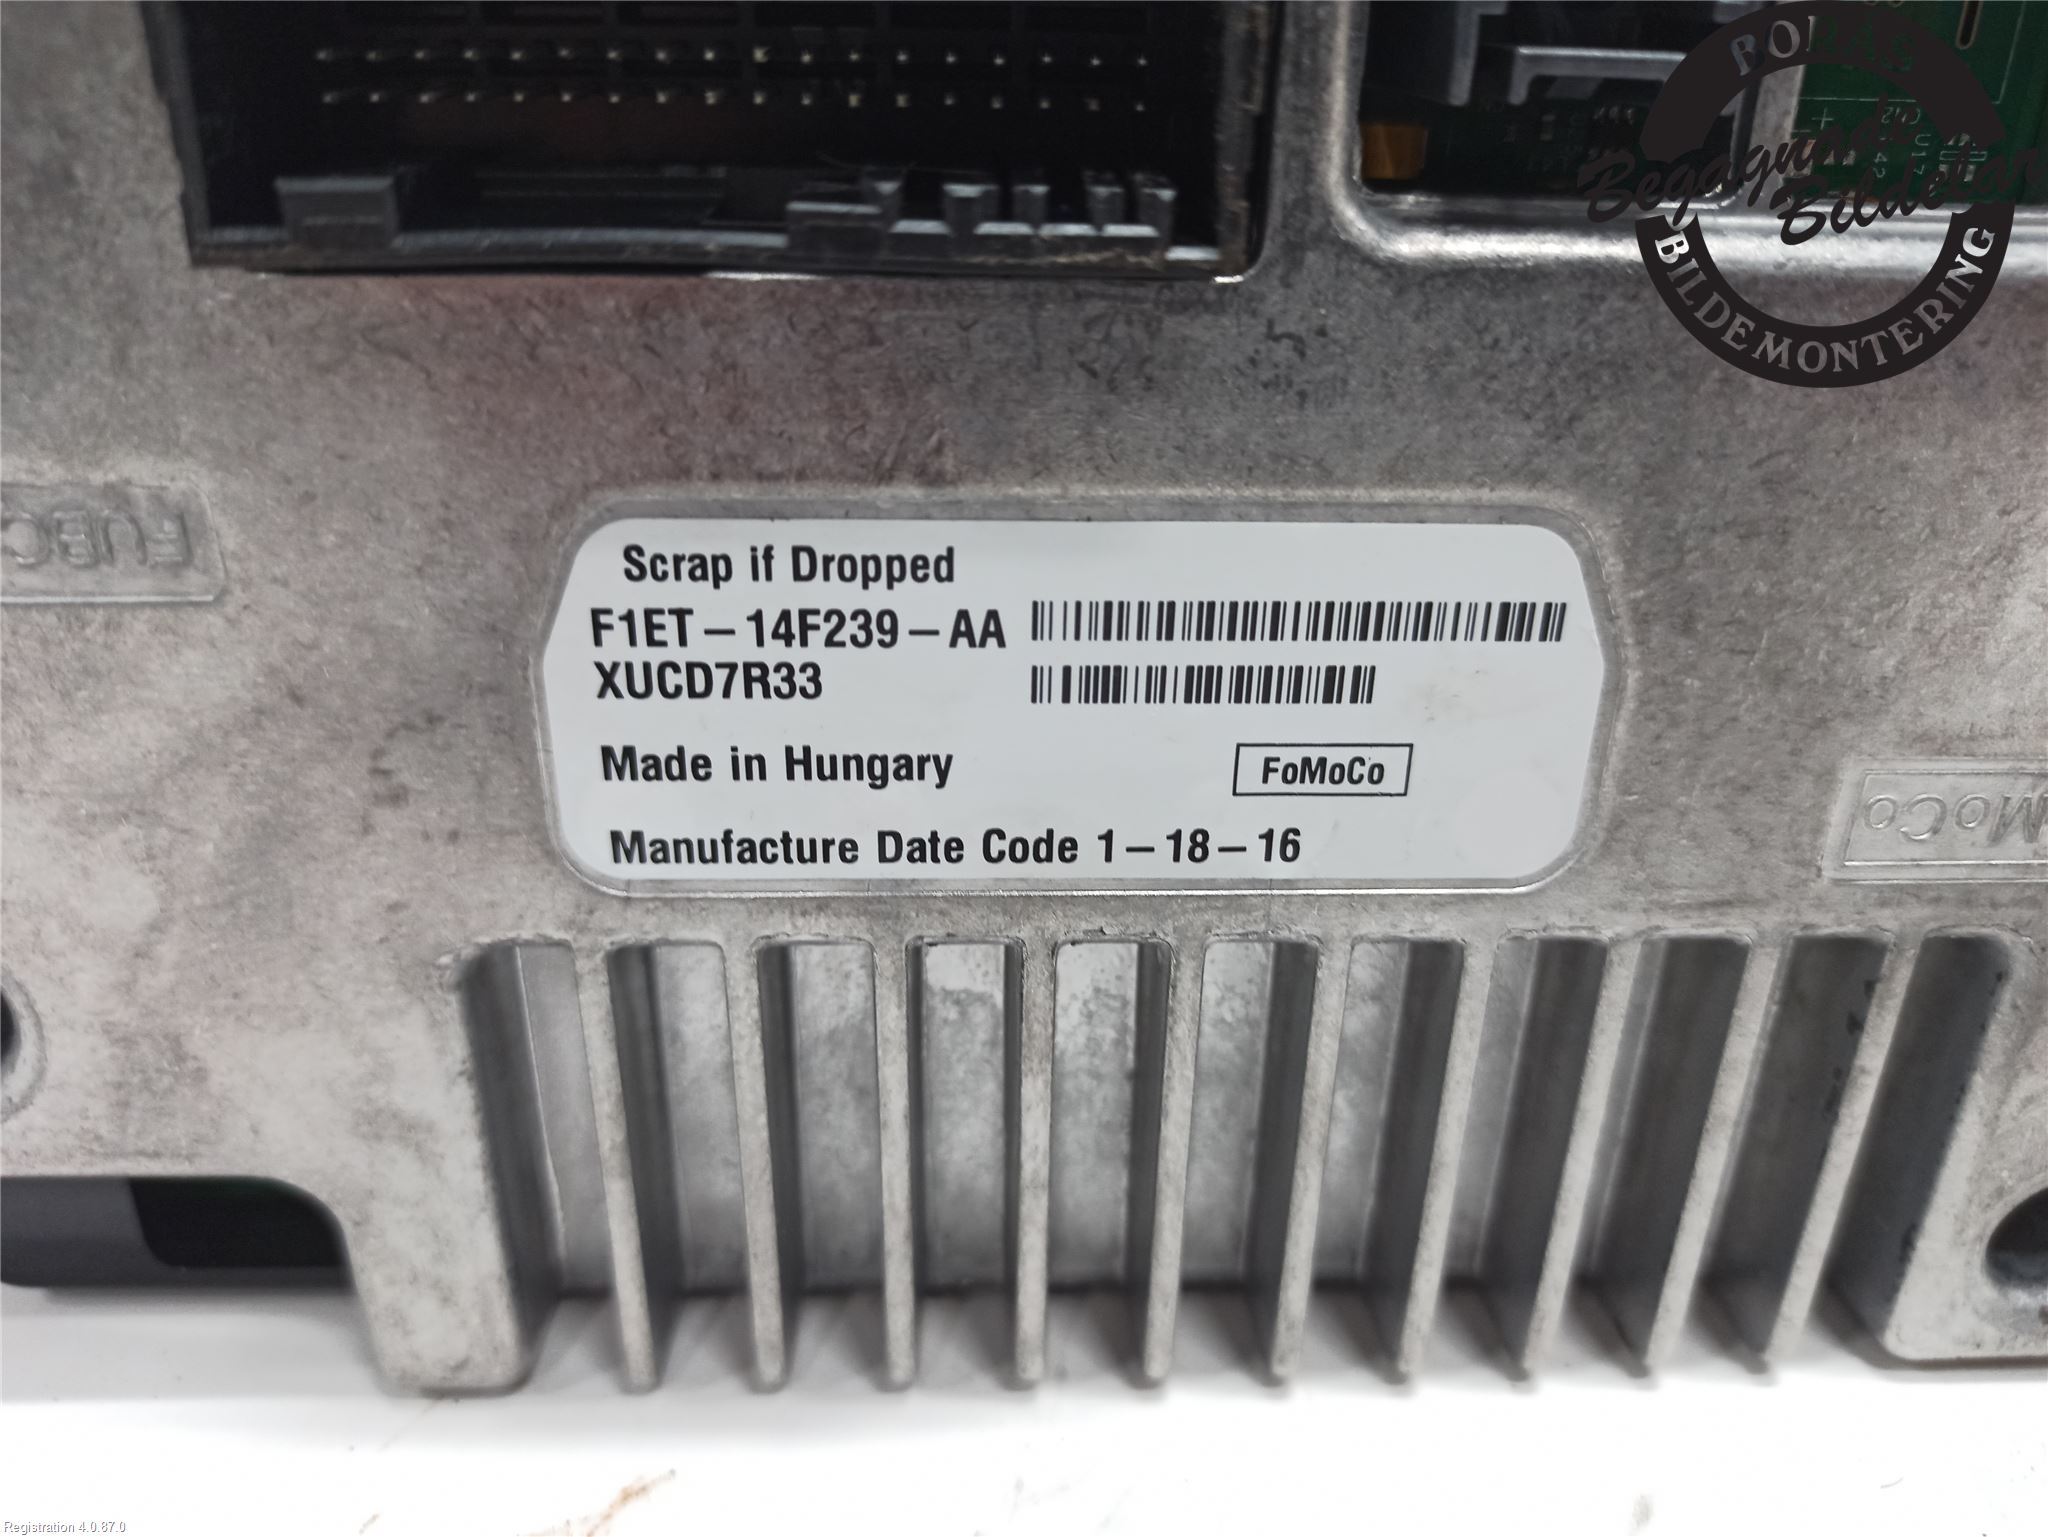 BORÅS
Begagnade
Bildelar
BILDEMONTERING
Scrap if Dropped
F1ET-14F239-AA
XUCD7R33
Made in Hungary
FoMoCo
Manufacture Date Code 1-18-16
MoCo
Registration 4.0.87.0